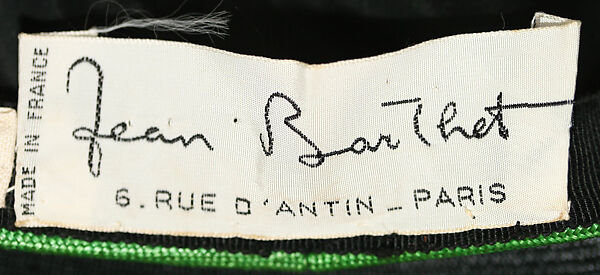 MADE IN FRANCE
Jean Barthet
6. RUE D'ANTIN - PARIS